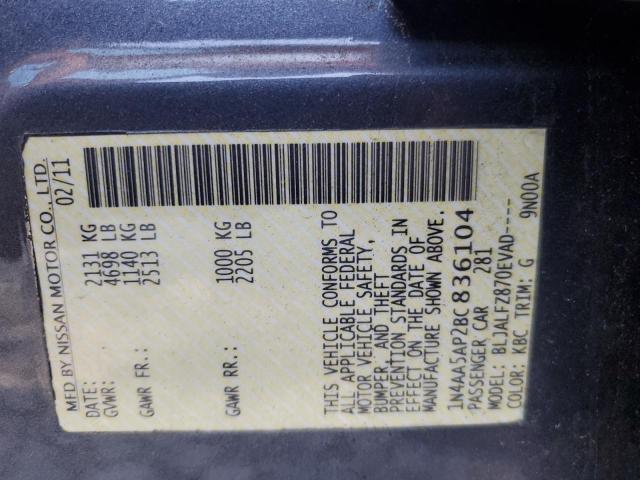 MFD BY NISSAN MOTOR CO., LTD.
DATE: 02/11
GVWR: 2131 KG
4698 LB
GAWR FR.: 1140 KG
2513 LB
GAWR RR.: 1000 KG
2205 LB
THIS VEHICLE CONFORMS TO
ALL APPLICABLE FEDERAL
MOTOR VEHICLE SAFETY,
BUMPER, AND THEFT
PREVENTION STANDARDS IN
EFFECT ON THE DATE OF
MANUFACTURE SHOWN ABOVE.
1N4AA5AP2BC836104
PASSENGER CAR 281
MODEL: BLJALFZ870EVAD----
COLOR: KBC TRIM: G 9N00A